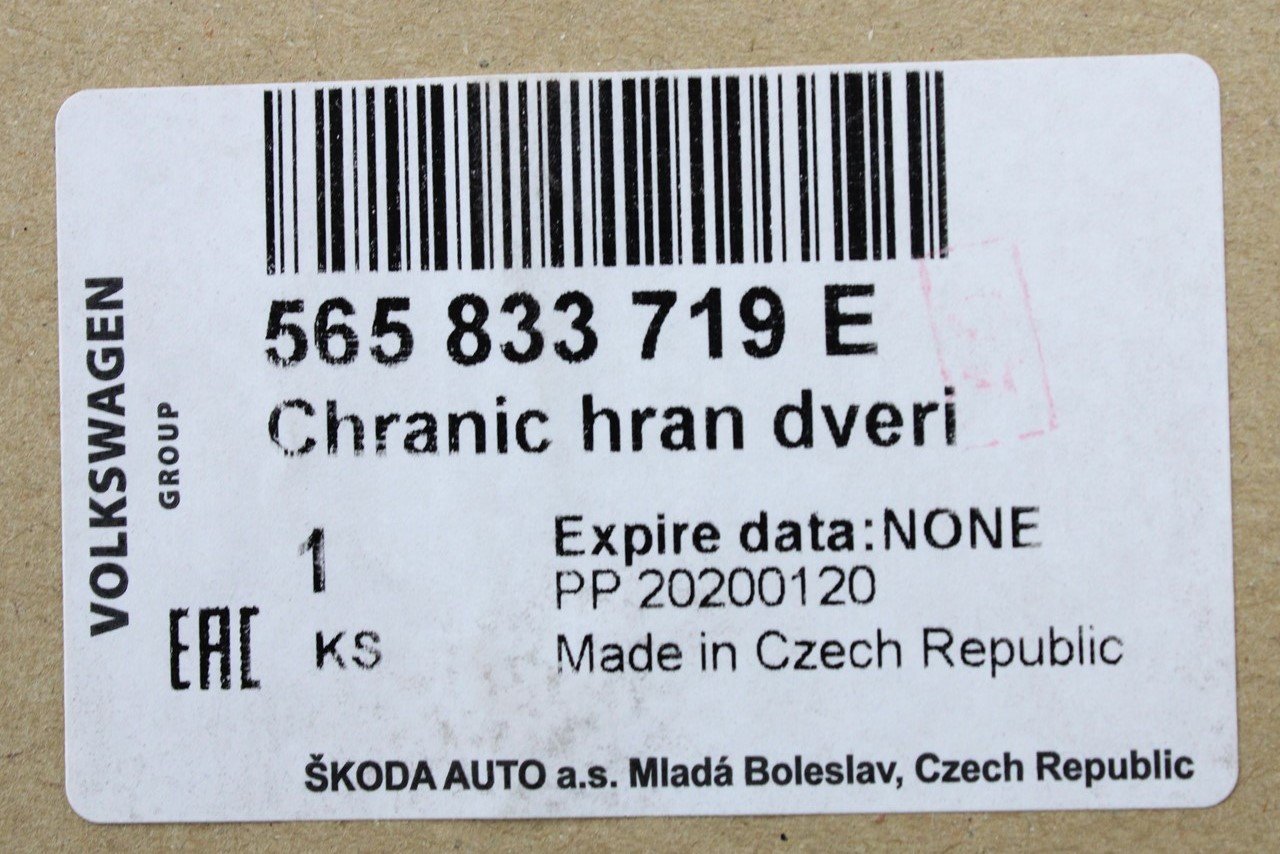 VOLKSWAGEN
GROUP
565 833 719 E
Chranic hran dveri
1
KS
Expire data:NONE
PP 20200120
Made in Czech Republic
EAC
ŠKODA AUTO a.s. Mladá Boleslav, Czech Republic